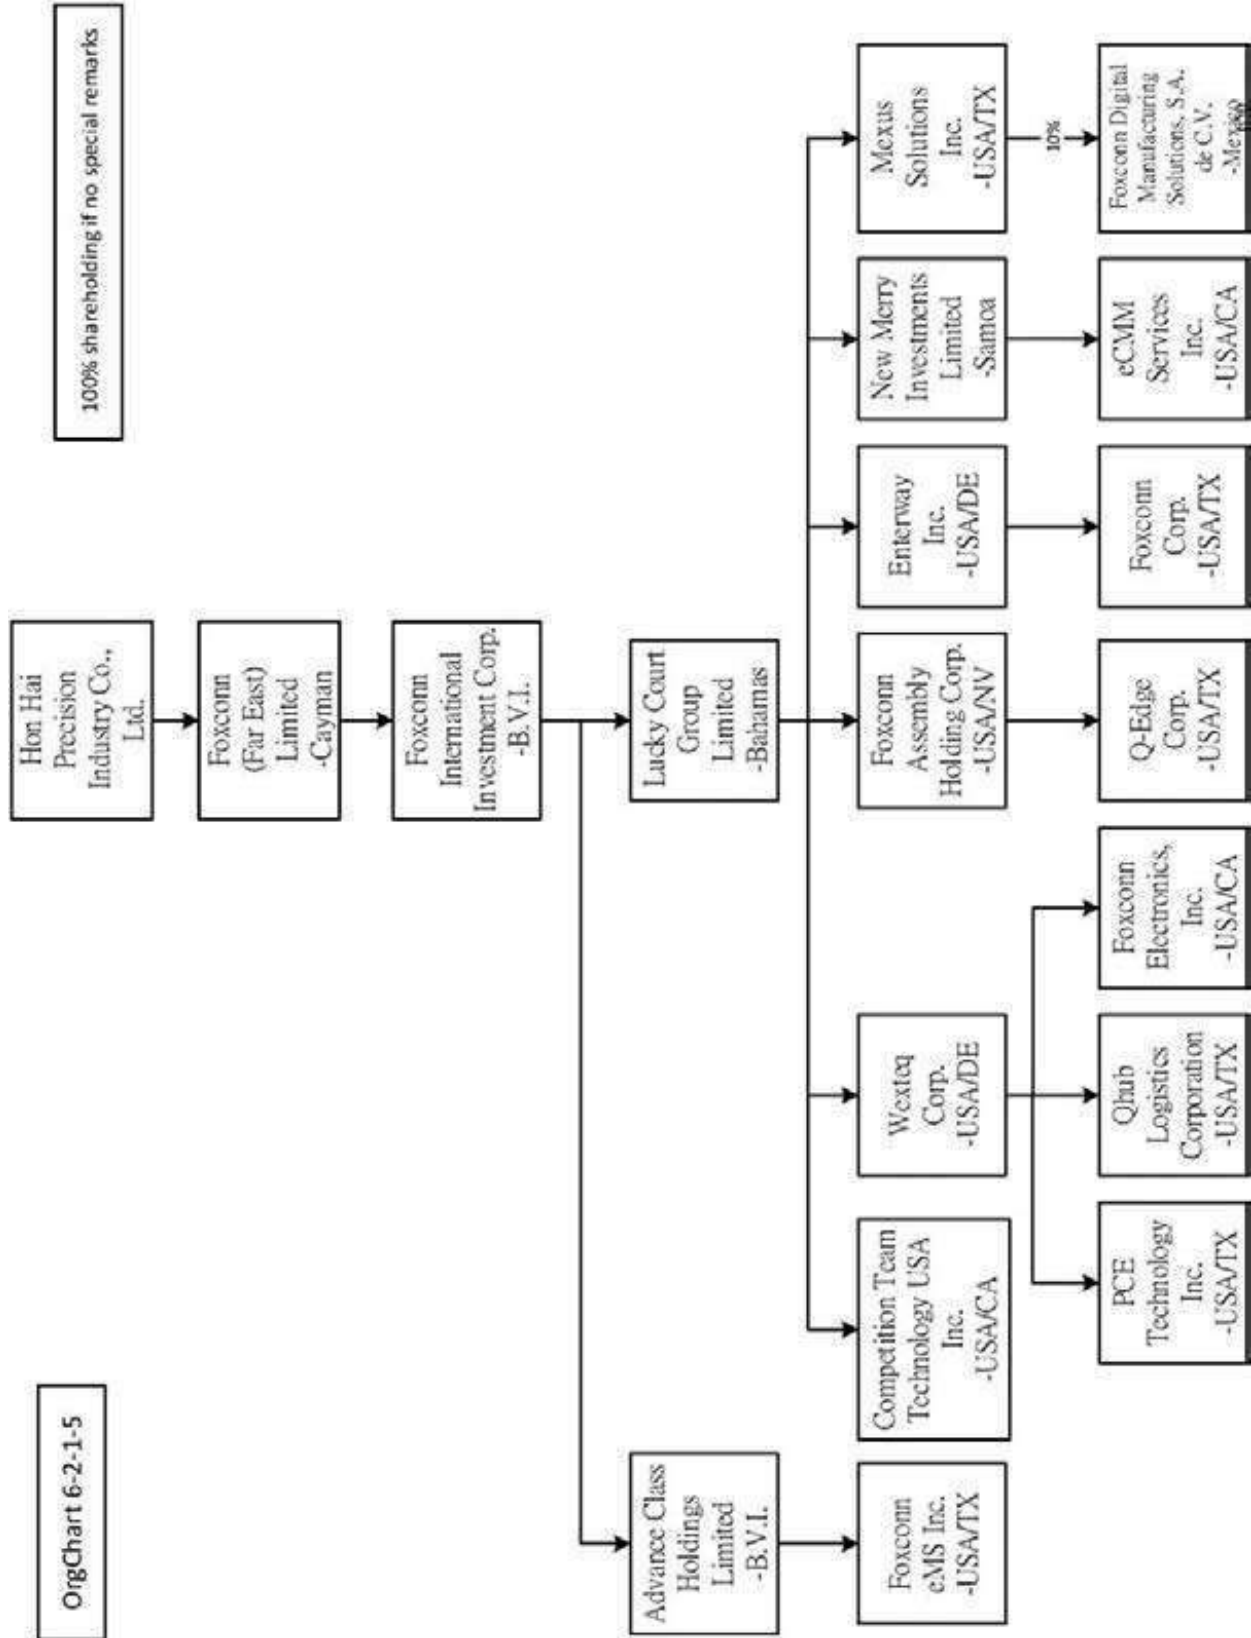 OrgChart 6-2-1-5
100% shareholding if no special remarks
Hon Hai
Precision
Industry Co.,
Ltd.
Foxconn
(Far East)
Limited
-Cayman
Foxconn
International
Investment Corp.
-B.V.I.
Advance Class
Holdings
Limited
-B.V.I.
Lucky Court
Group
Limited
-Bahamas
Foxconn
eMS Inc.
-USA/TX
Competition Team
Technology USA
Inc.
-USA/CA
Wexteq
Corp.
-USA/DE
Foxconn
Assembly
Holding Corp.
-USA/NV
Enterway
Inc.
-USA/DE
New Merry
Investments
Limited
-Samoa
Mexus
Solutions
Inc.
-USA/TX
10%
PCE
Technology
Inc.
-USA/TX
Qhub
Logistics
Corporation
-USA/TX
Foxconn
Electronics,
Inc.
-USA/CA
Q-Edge
Corp.
-USA/TX
Foxconn
Corp.
-USA/TX
eCMM
Services
Inc.
-USA/CA
Foxconn Digital
Manufacturing
Solutions, S.A.
de C.V.
-Mexico